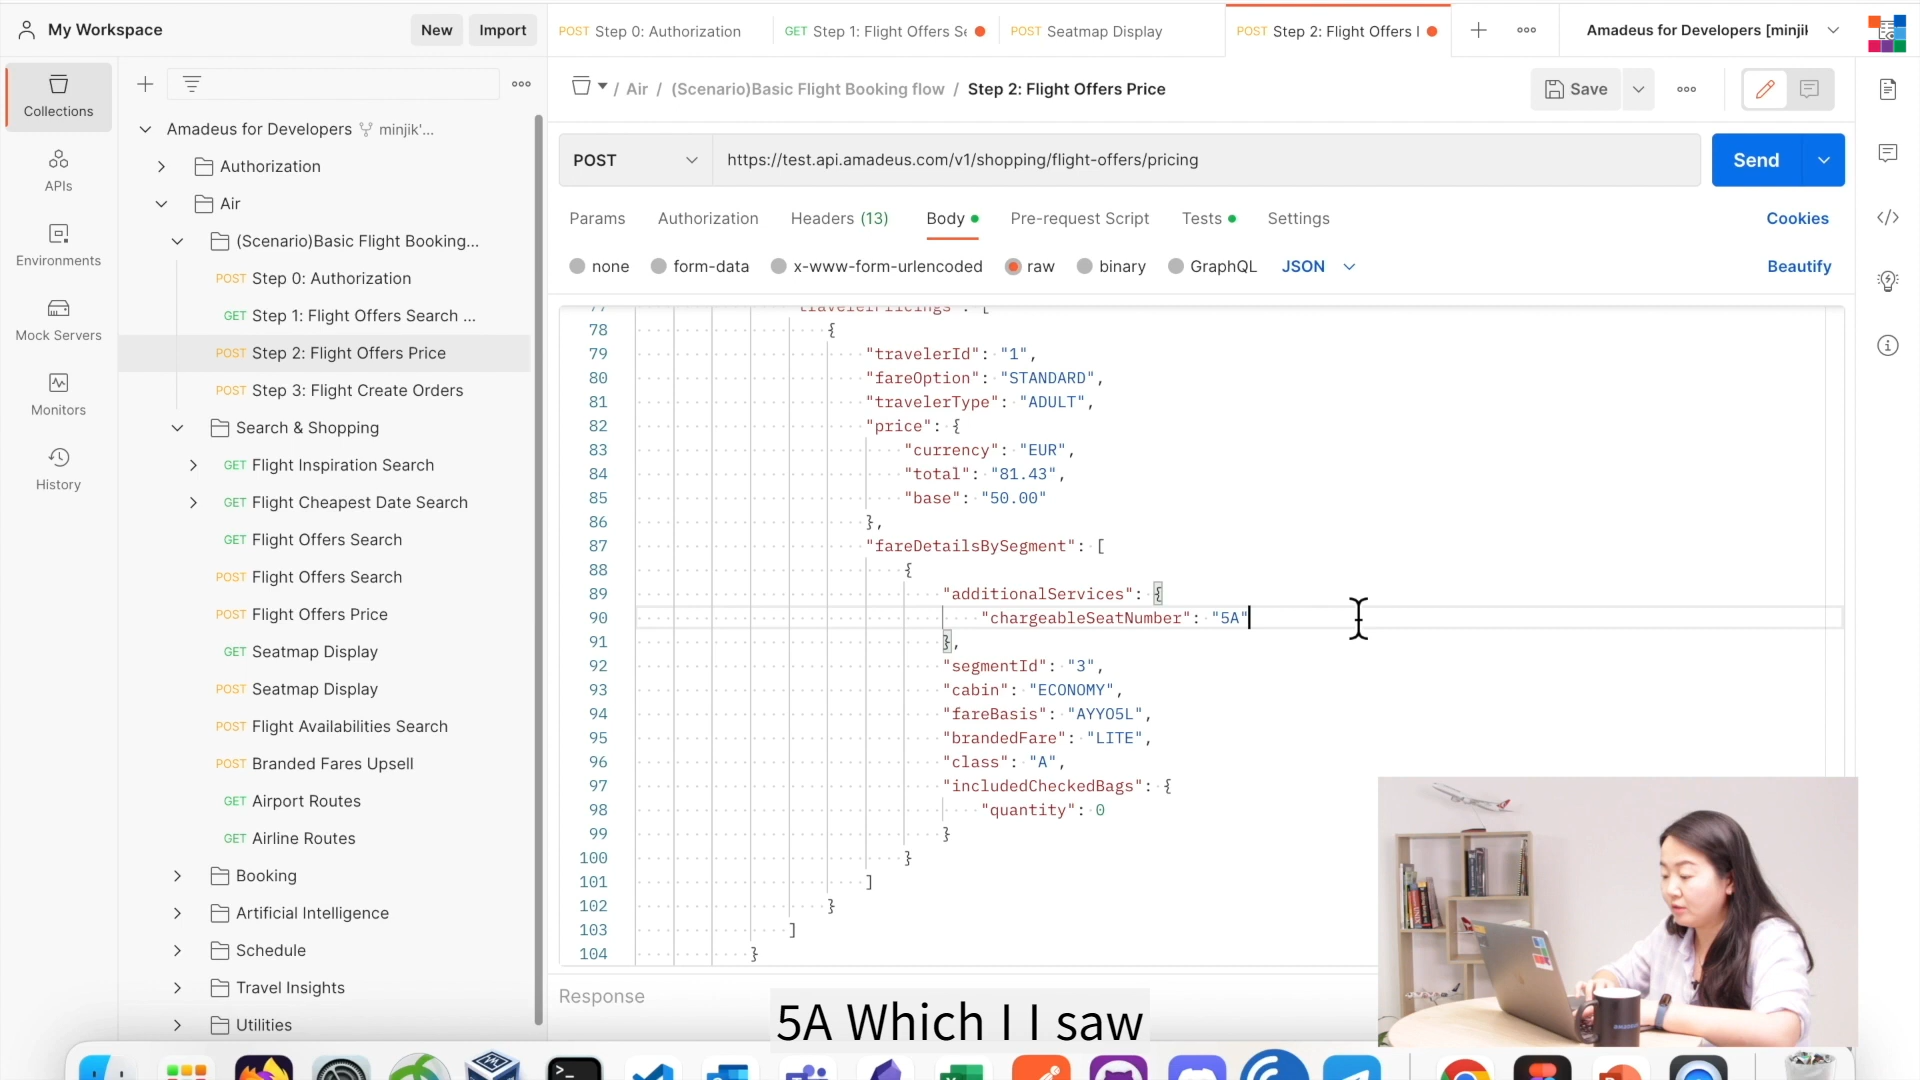 My Workspace
New
Import
POST Step 0: Authorization
GET Step 1: Flight Offers Se
POST Seatmap Display
POST Step 2: Flight Offers I
Amadeus for Developers [minjil
Collections
APIs
Environments
Mock Servers
Monitors
History
Amadeus for Developers minjik'...
Authorization
Air
(Scenario)Basic Flight Booking...
POST Step 0: Authorization
GET Step 1: Flight Offers Search ...
POST Step 2: Flight Offers Price
POST Step 3: Flight Create Orders
Search & Shopping
GET Flight Inspiration Search
GET Flight Cheapest Date Search
GET Flight Offers Search
POST Flight Offers Search
POST Flight Offers Price
GET Seatmap Display
POST Seatmap Display
POST Flight Availabilities Search
POST Branded Fares Upsell
GET Airport Routes
GET Airline Routes
Booking
Artificial Intelligence
Schedule
Travel Insights
Utilities
/ Air / (Scenario)Basic Flight Booking flow / Step 2: Flight Offers Price
Save
POST
https://test.api.amadeus.com/v1/shopping/flight-offers/pricing
Send
Params Authorization Headers (13) Body Pre-request Script Tests Settings
Cookies
none form-data x-www-form-urlencoded raw binary GraphQL JSON
Beautify
77 "travelerPricings": [
78 {
79 "travelerId": "1",
80 "fareOption": "STANDARD",
81 "travelerType": "ADULT",
82 "price": {
83 "currency": "EUR",
84 "total": "81.43",
85 "base": "50.00"
86 },
87 "fareDetailsBySegment": [
88 {
89 "additionalServices": {
90 "chargeableSeatNumber": "5A"
91 },
92 "segmentId": "3",
93 "cabin": "ECONOMY",
94 "fareBasis": "AYYO5L",
95 "brandedFare": "LITE",
96 "class": "A",
97 "includedCheckedBags": {
98 "quantity": 0
99 }
100 }
101 ]
102 }
103 ]
104 }
Response
5A Which I I saw